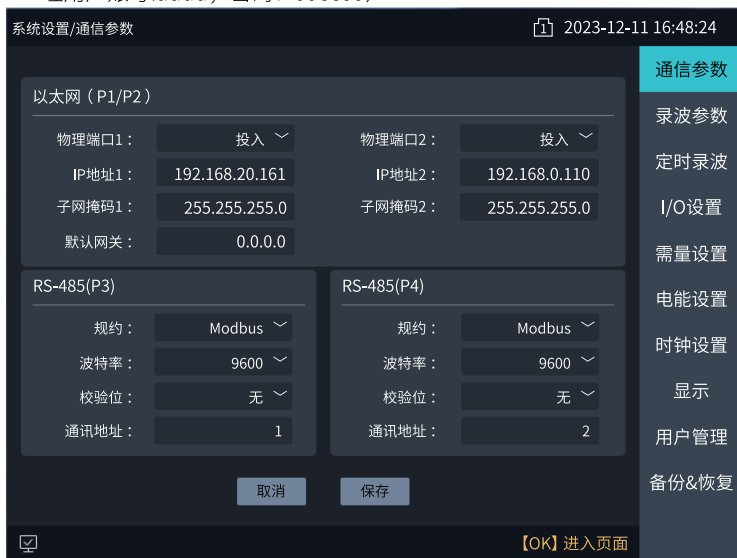 系统设置/通信参数 1 2023-12-11 16:48:24
通信参数
录波参数
定时录波
I/O设置
需量设置
电能设置
时钟设置
显示
用户管理
备份&恢复
以太网（P1/P2）
物理端口1： 投入 物理端口2： 投入
IP地址1： 192.168.20.161 IP地址2： 192.168.0.110
子网掩码1： 255.255.255.0 子网掩码2： 255.255.255.0
默认网关： 0.0.0.0
RS-485(P3) RS-485(P4)
规约： Modbus 规约： Modbus
波特率： 9600 波特率： 9600
校验位： 无 校验位： 无
通讯地址： 1 通讯地址： 2
取消 保存
【OK】进入页面